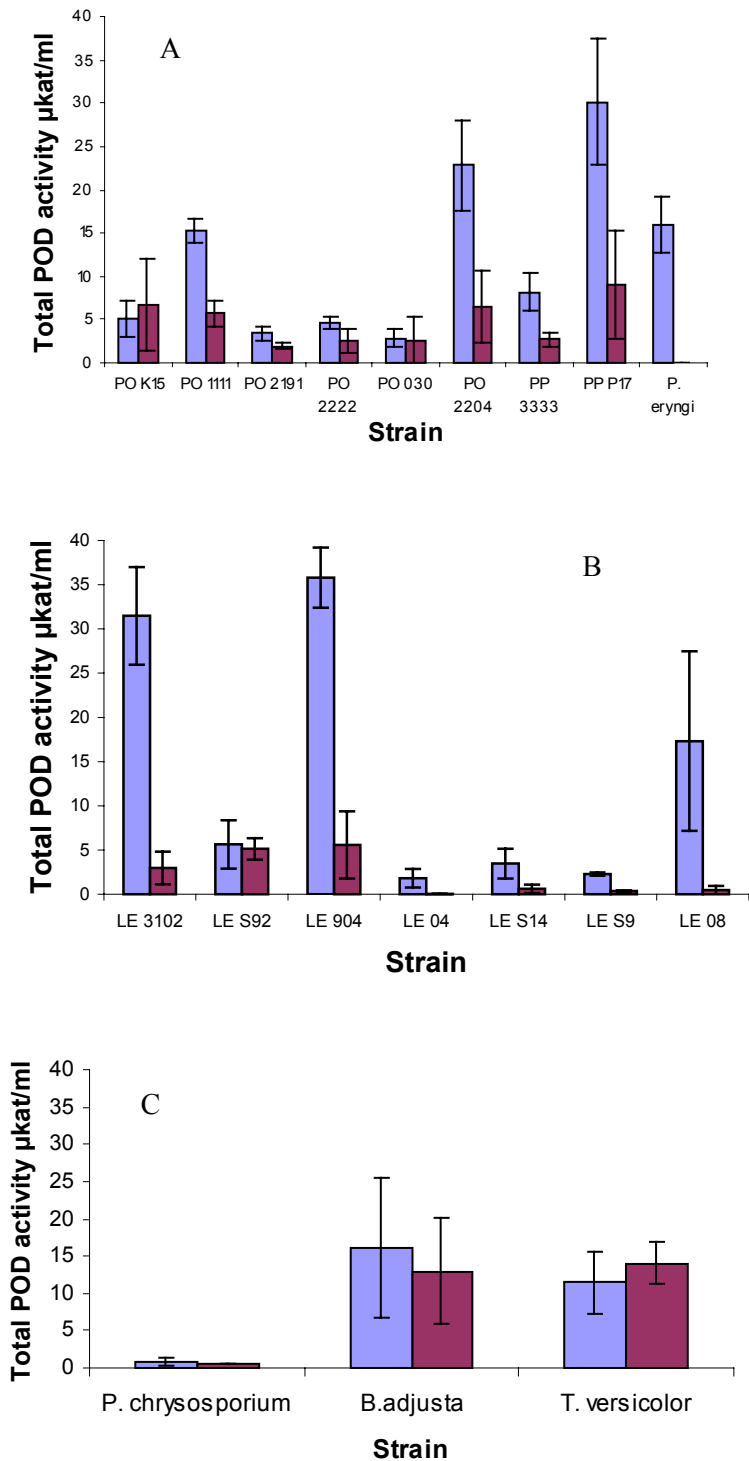 A
Total POD activity µkat/ml
40
35
30
25
20
15
10
5
0
PO K15 PO 1111 PO 2191 PO 2222 PO 030 PO 2204 PP 3333 PP P17 P. eryngi
Strain
B
Total POD activity µkat/ml
40
35
30
25
20
15
10
5
0
LE 3102 LE S92 LE 904 LE 04 LE S14 LE S9 LE 08
Strain
C
Total POD activity µkat/ml
40
35
30
25
20
15
10
5
0
P. chrysosporium B.adjusta T. versicolor
Strain